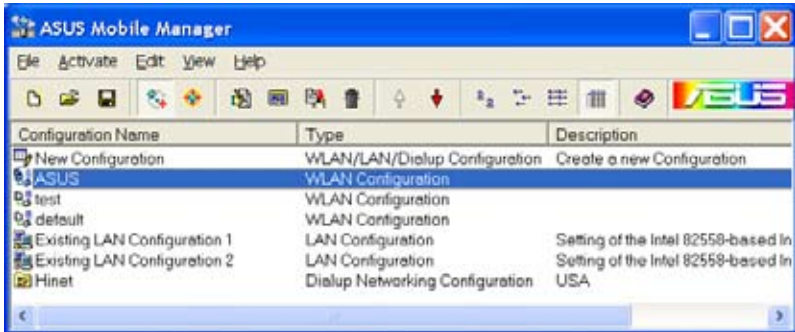 ASUS Mobile Manager
File Activate Edit View Help
ASUS
Configuration Name Type Description
New Configuration WLAN/LAN/Dialup Configuration Create a new Configuration
ASUS WLAN Configuration
test WLAN Configuration
default WLAN Configuration
Existing LAN Configuration 1 LAN Configuration Setting of the Intel 82558-based In
Existing LAN Configuration 2 LAN Configuration Setting of the Intel 82558-based In
Hinet Dialup Networking Configuration USA